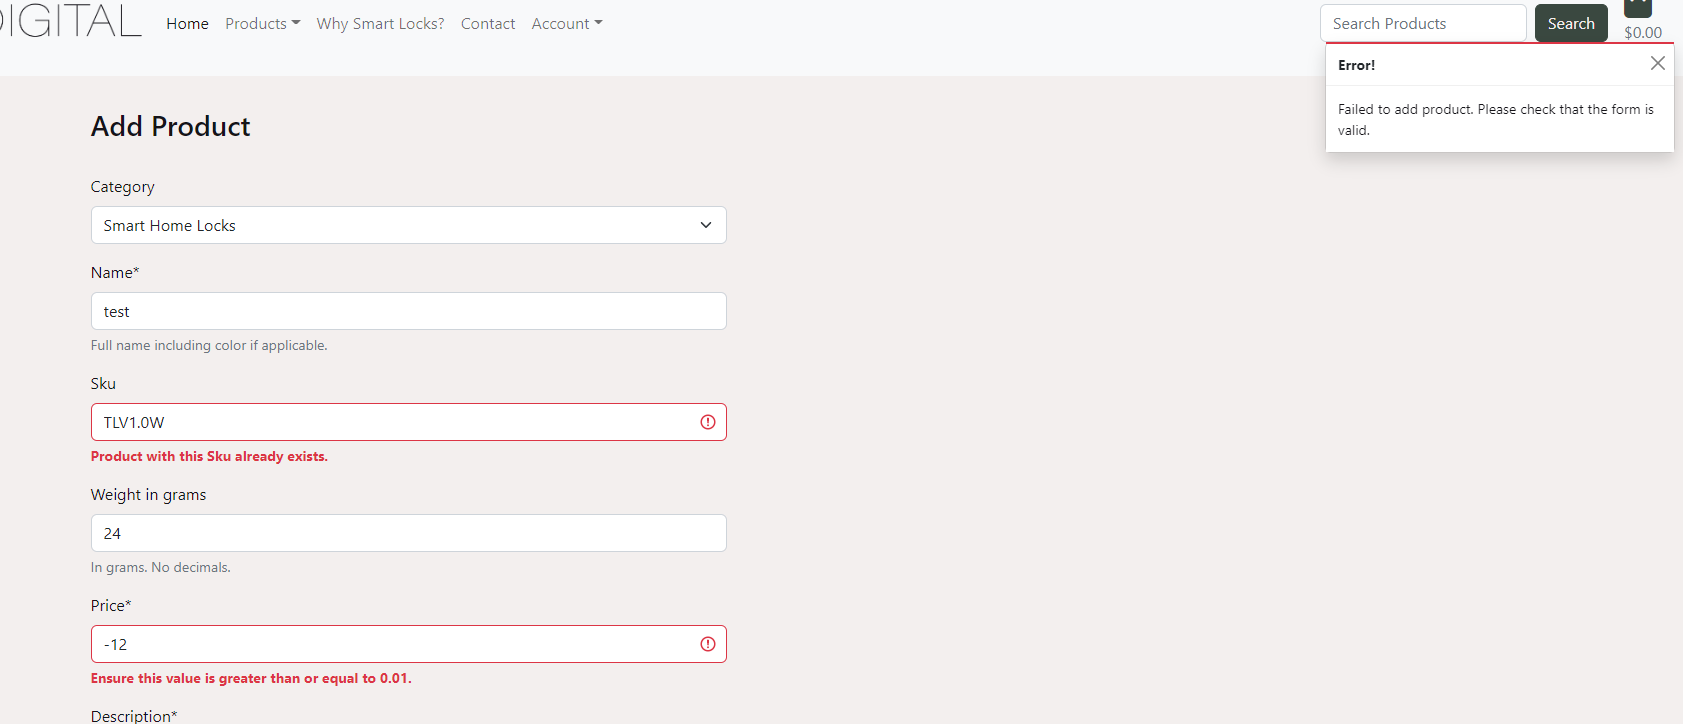 DIGITAL
Home Products Why Smart Locks? Contact Account
Search Products Search
$0.00
Error!
Failed to add product. Please check that the form is
valid.
Add Product
Category
Smart Home Locks
Name*
test
Full name including color if applicable.
Sku
TLV1.0W
Product with this Sku already exists.
Weight in grams
24
In grams. No decimals.
Price*
-12
Ensure this value is greater than or equal to 0.01.
Description*